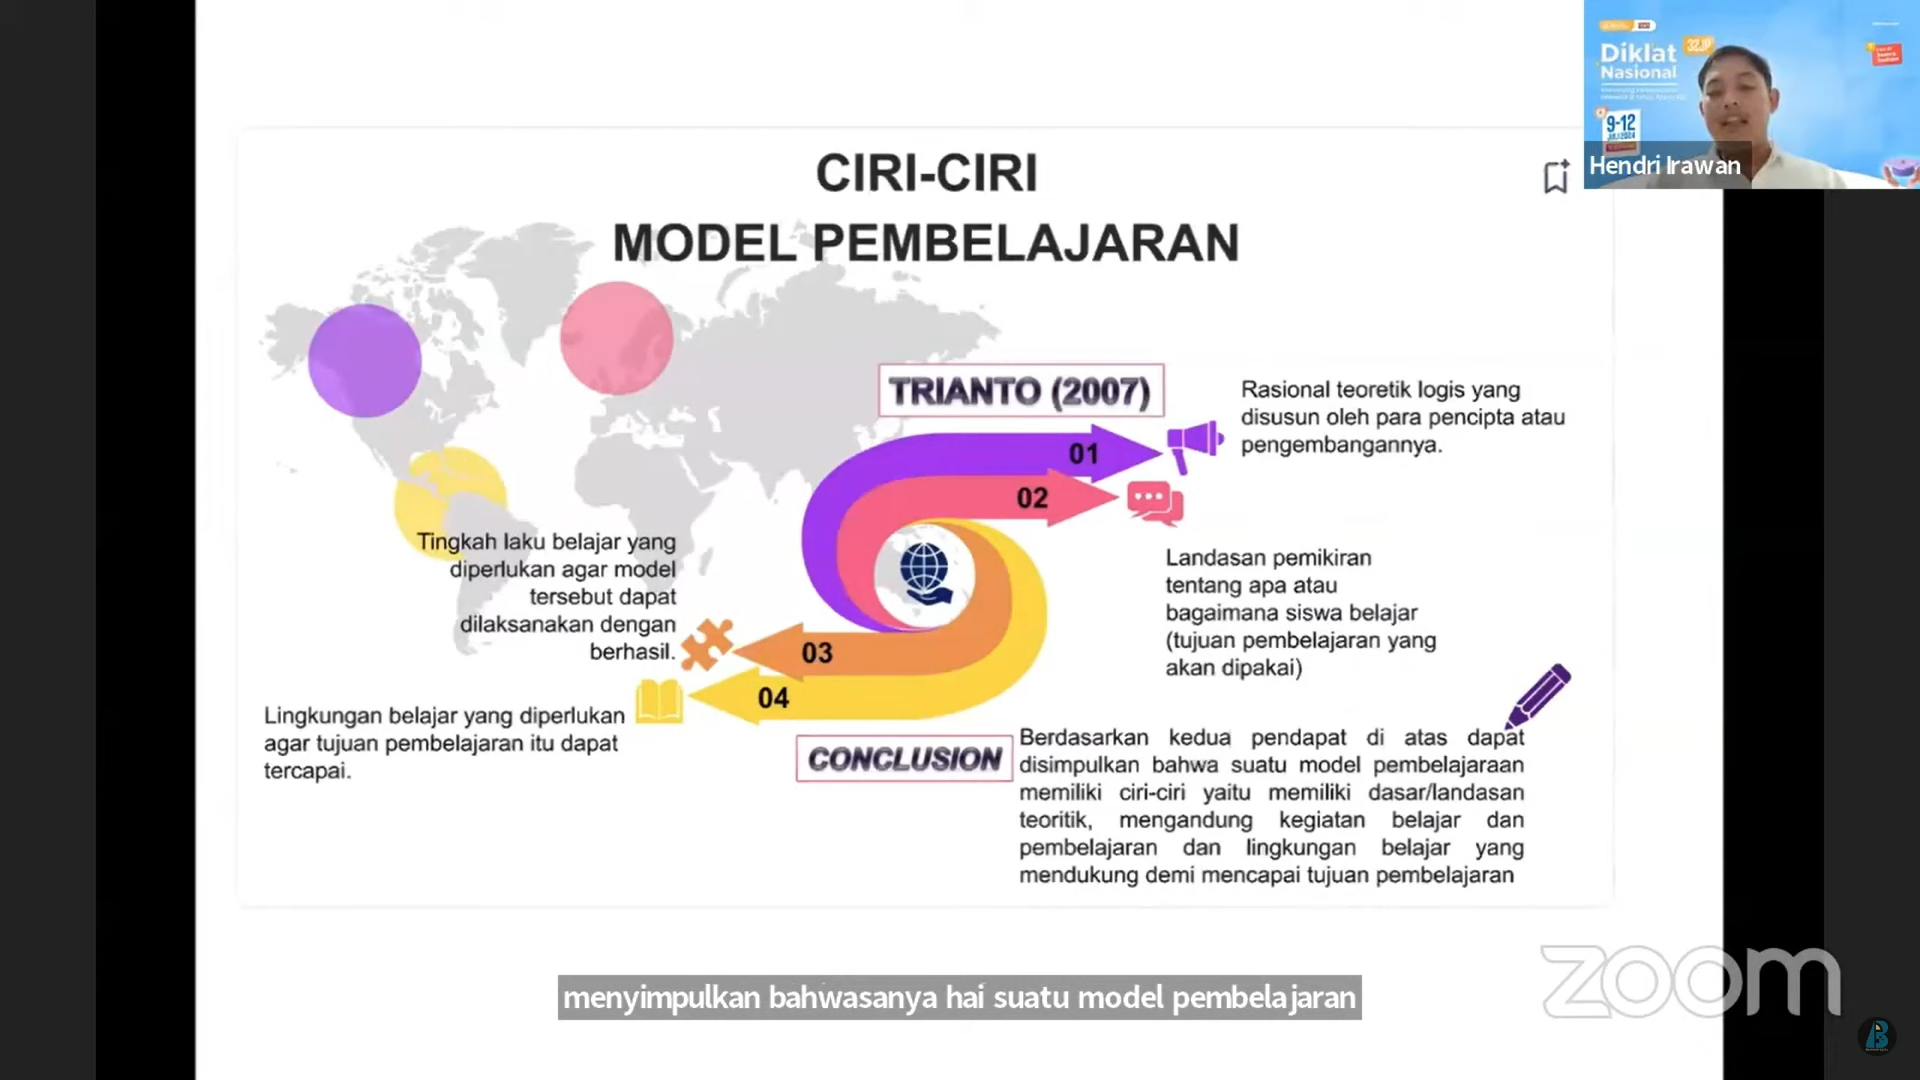 CIRI-CIRI
MODEL PEMBELAJARAN
TRIANTO (2007)
01
Rasional teoretik logis yang
disusun oleh para pencipta atau
pengembangannya.
02
Landasan pemikiran
tentang apa atau
bagaimana siswa belajar
(tujuan pembelajaran yang
akan dipakai)
Tingkah laku belajar yang
diperlukan agar model
tersebut dapat
dilaksanakan dengan
berhasil.
03
04
Lingkungan belajar yang diperlukan
agar tujuan pembelajaran itu dapat
tercapai.
CONCLUSION
Berdasarkan kedua pendapat di atas dapat
disimpulkan bahwa suatu model pembelajaraan
memiliki ciri-ciri yaitu memiliki dasar/landasan
teoritik, mengandung kegiatan belajar dan
pembelajaran dan lingkungan belajar yang
mendukung demi mencapai tujuan pembelajaran
Diklat
Nasional
32JP
9-12
Hendri Irawan
menyimpulkan bahwasanya hai suatu model pembelajaran
zoom